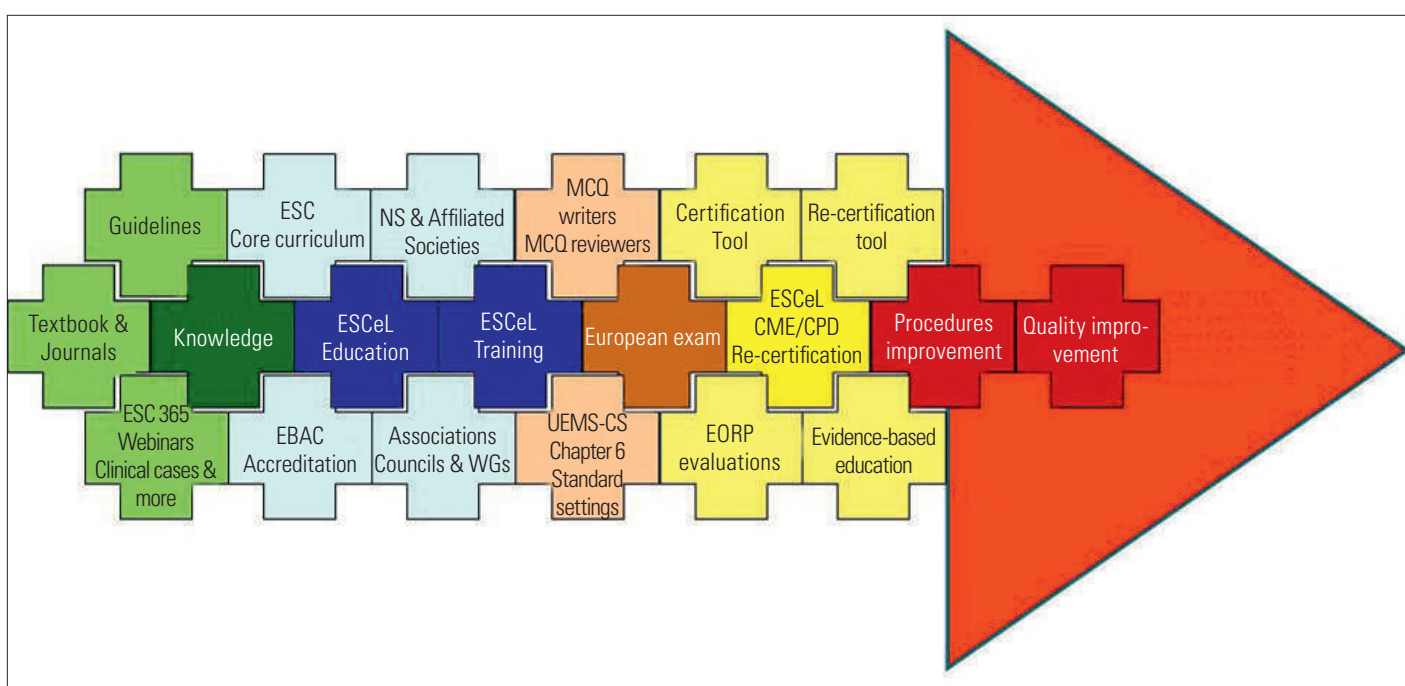 Guidelines
ESC
Core curriculum
NS & Affiliated
Societies
MCQ
writers
MCQ reviewers
Certification
Tool
Re-certification
tool
Textbook &
Journals
Knowledge
ESCeL
Education
ESCeL
Training
European exam
ESCeL
CME/CPD
Re-certification
Procedures
improvement
Quality impro-
vement
ESC 365
Webinars
Clinical cases &
more
EBAC
Accreditation
Associations
Councils & WGs
UEMS-CS
Chapter 6
Standard
settings
EORP
evaluations
Evidence-based
education